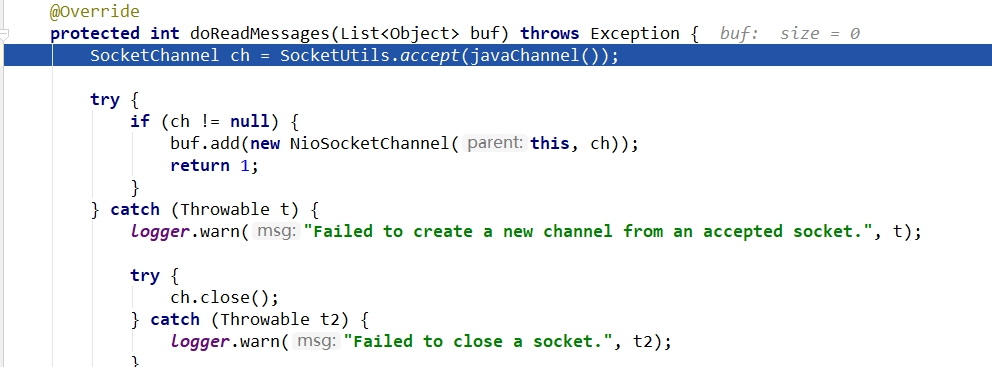 @Override
protected int doReadMessages(List<Object> buf) throws Exception { buf: size = 0
SocketChannel ch = SocketUtils.accept(javaChannel());
try {
if (ch != null) {
buf.add(new NioSocketChannel( parent: this, ch));
return 1;
}
} catch (Throwable t) {
logger.warn( msg: "Failed to create a new channel from an accepted socket.", t);
try {
ch.close();
} catch (Throwable t2) {
logger.warn( msg: "Failed to close a socket.", t2);
}